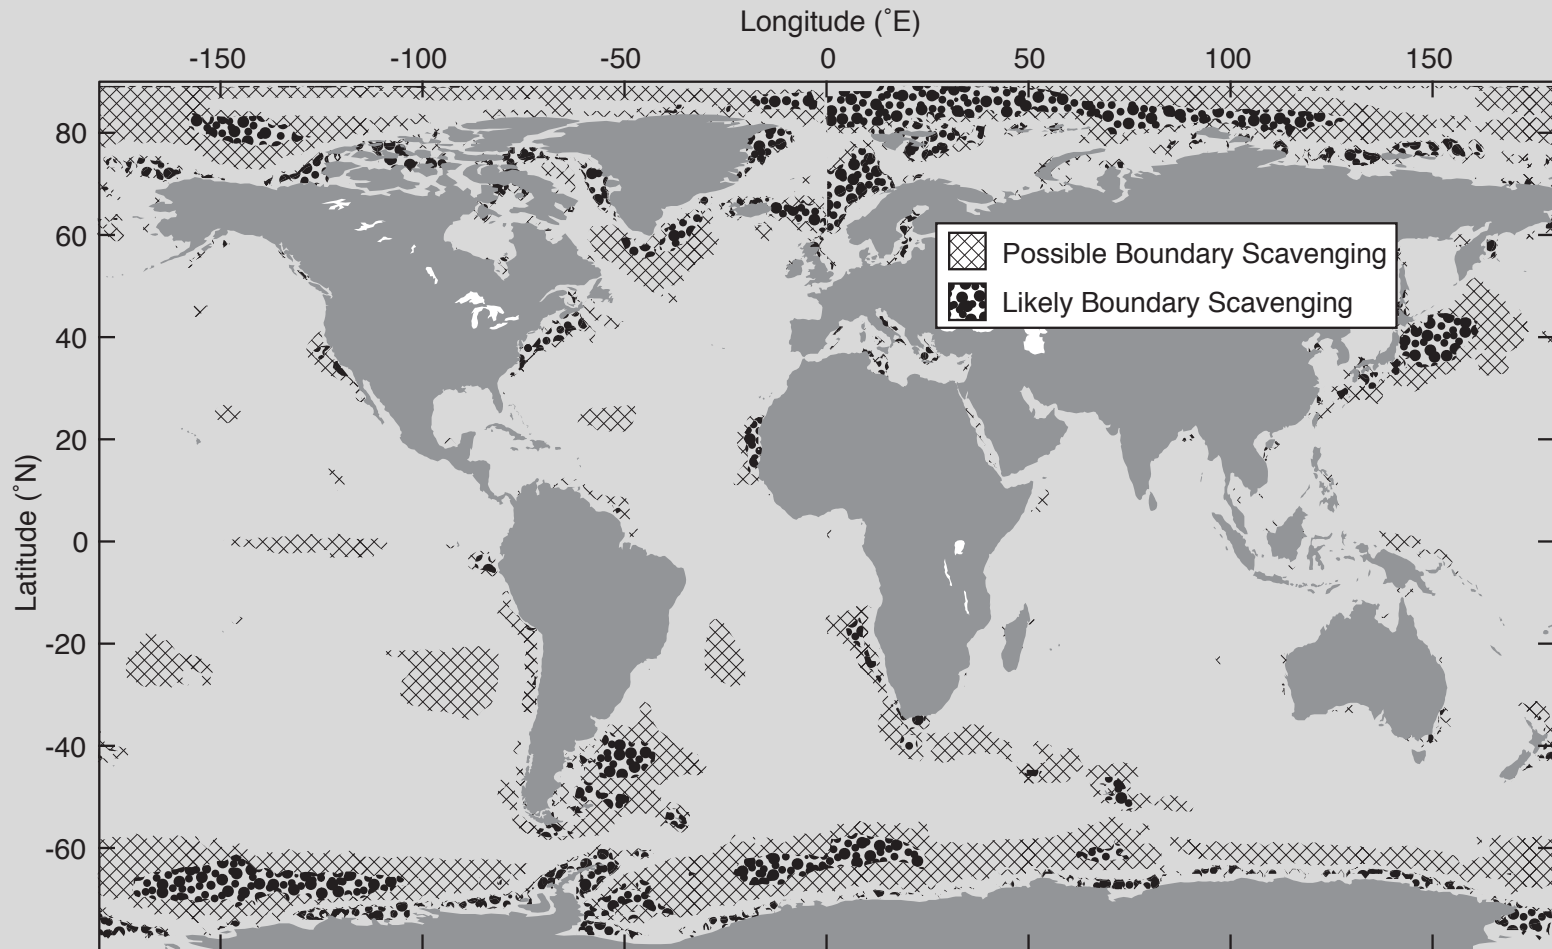 Longitude (˚E)
-150 -100 -50 0 50 100 150
Latitude (˚N)
80
60
40
20
0
-20
-40
-60
Possible Boundary Scavenging
Likely Boundary Scavenging